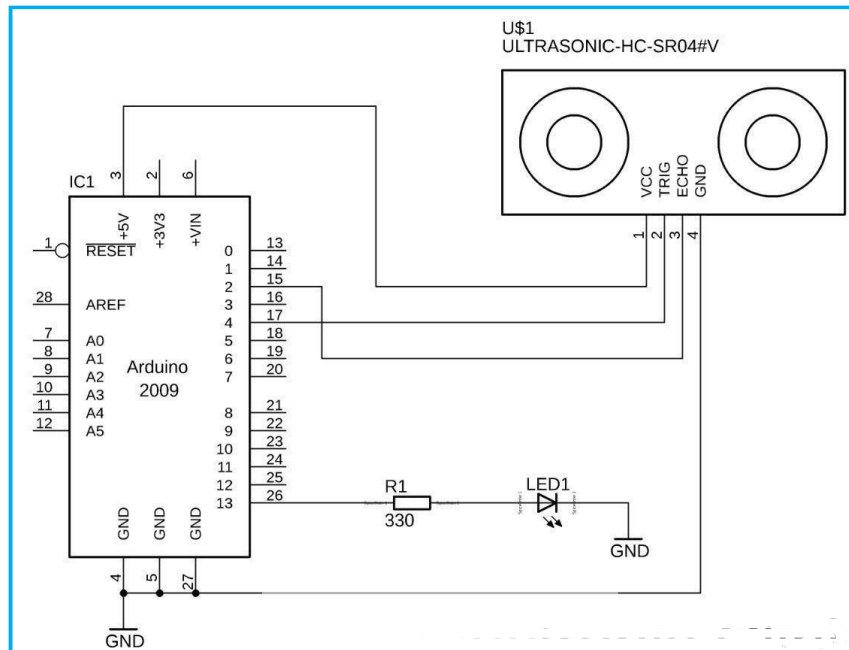 U$1
ULTRASONIC-HC-SR04#V
VCC
TRIG
ECHO
GND
1
2
3
4
IC1
3
2
6
+5V
+3V3
+VIN
1
RESET
28
AREF
7
A0
8
A1
9
A2
10
A3
11
A4
12
A5
Arduino
2009
0
13
1
14
2
15
3
16
4
17
5
18
6
19
7
20
8
21
9
22
10
23
11
24
12
25
13
26
GND
GND
GND
4
5
27
GND
R1
330
LED1
GND